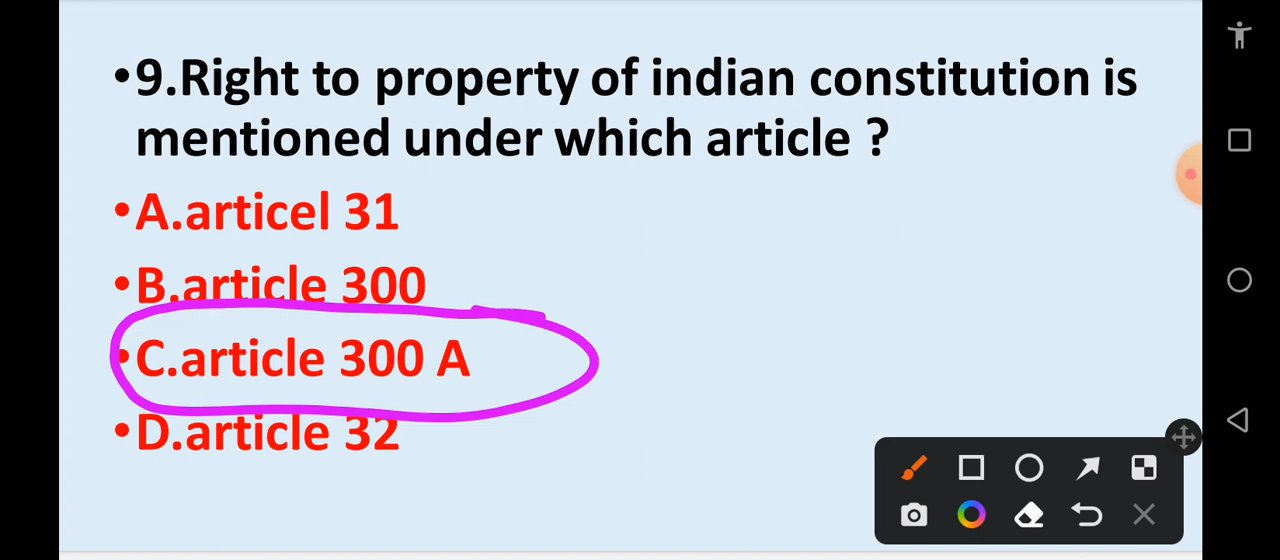 •9.Right to property of indian constitution is
mentioned under which article ?
•A.articel 31
•B.article 300
•C.article 300 A
•D.article 32